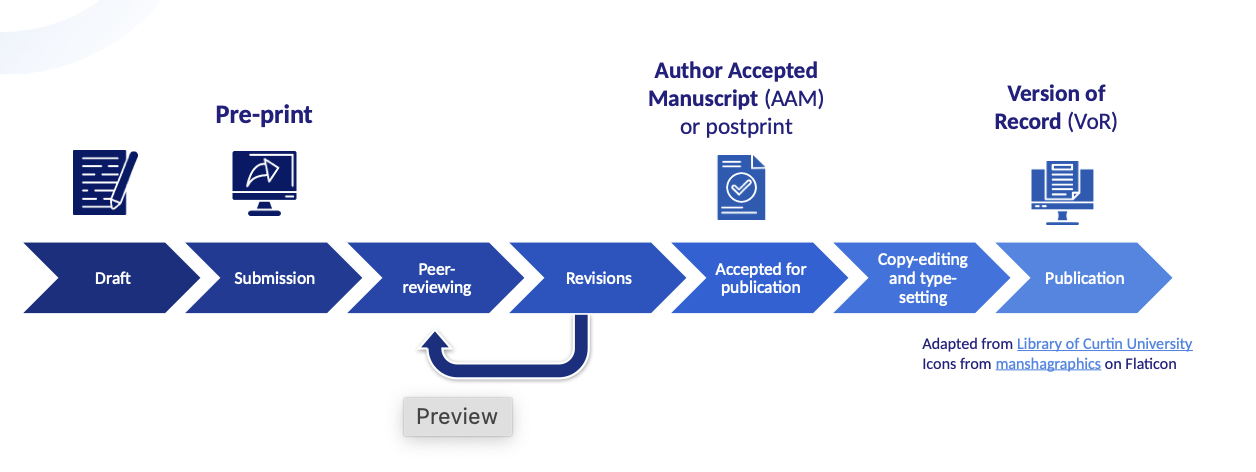 Pre-print
Author Accepted
Manuscript (AAM)
or postprint
Version of
Record (VoR)
Draft
Submission
Peer-
reviewing
Revisions
Accepted for
publication
Copy-editing
and type-
setting
Publication
Adapted from Library of Curtin University
Icons from manshagraphics on Flaticon
Preview